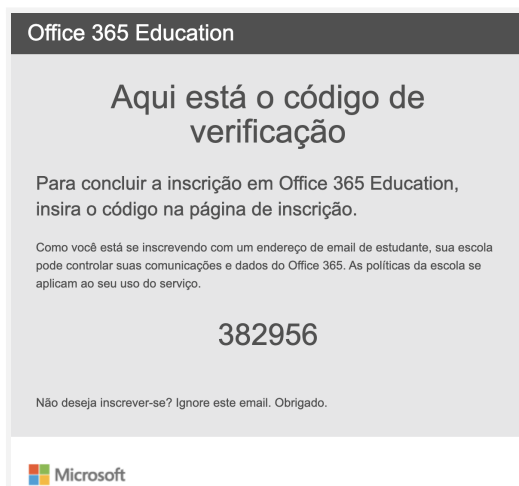 Office 365 Education
Aqui está o código de
verificação
Para concluir a inscrição em Office 365 Education,
insira o código na página de inscrição.
Como você está se inscrevendo com um endereço de email de estudante, sua escola
pode controlar suas comunicações e dados do Office 365. As políticas da escola se
aplicam ao seu uso do serviço.
382956
Não deseja inscrever-se? Ignore este email. Obrigado.
Microsoft